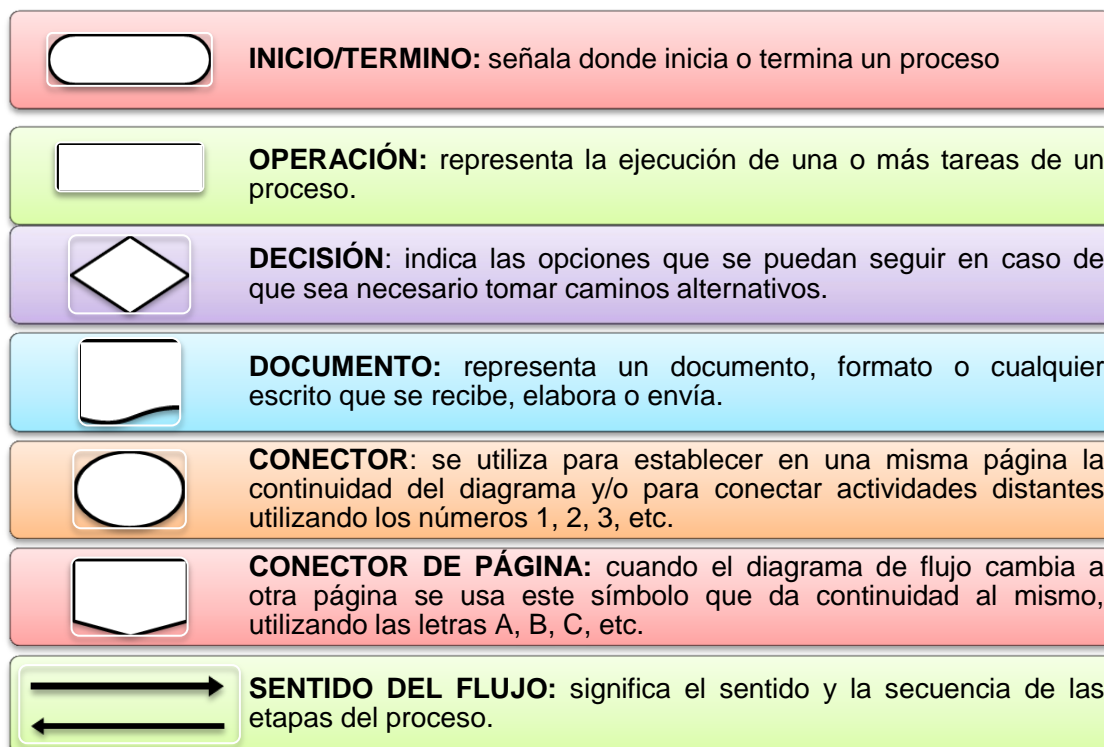 INICIO/TERMINO: señala donde inicia o termina un proceso
OPERACIÓN: representa la ejecución de una o más tareas de un
proceso.
DECISIÓN: indica las opciones que se puedan seguir en caso de
que sea necesario tomar caminos alternativos.
DOCUMENTO: representa un documento, formato o cualquier
escrito que se recibe, elabora o envía.
CONECTOR: se utiliza para establecer en una misma página la
continuidad del diagrama y/o para conectar actividades distantes
utilizando los números 1, 2, 3, etc.
CONECTOR DE PÁGINA: cuando el diagrama de flujo cambia a
otra página se usa este símbolo que da continuidad al mismo,
utilizando las letras A, B, C, etc.
SENTIDO DEL FLUJO: significa el sentido y la secuencia de las
etapas del proceso.